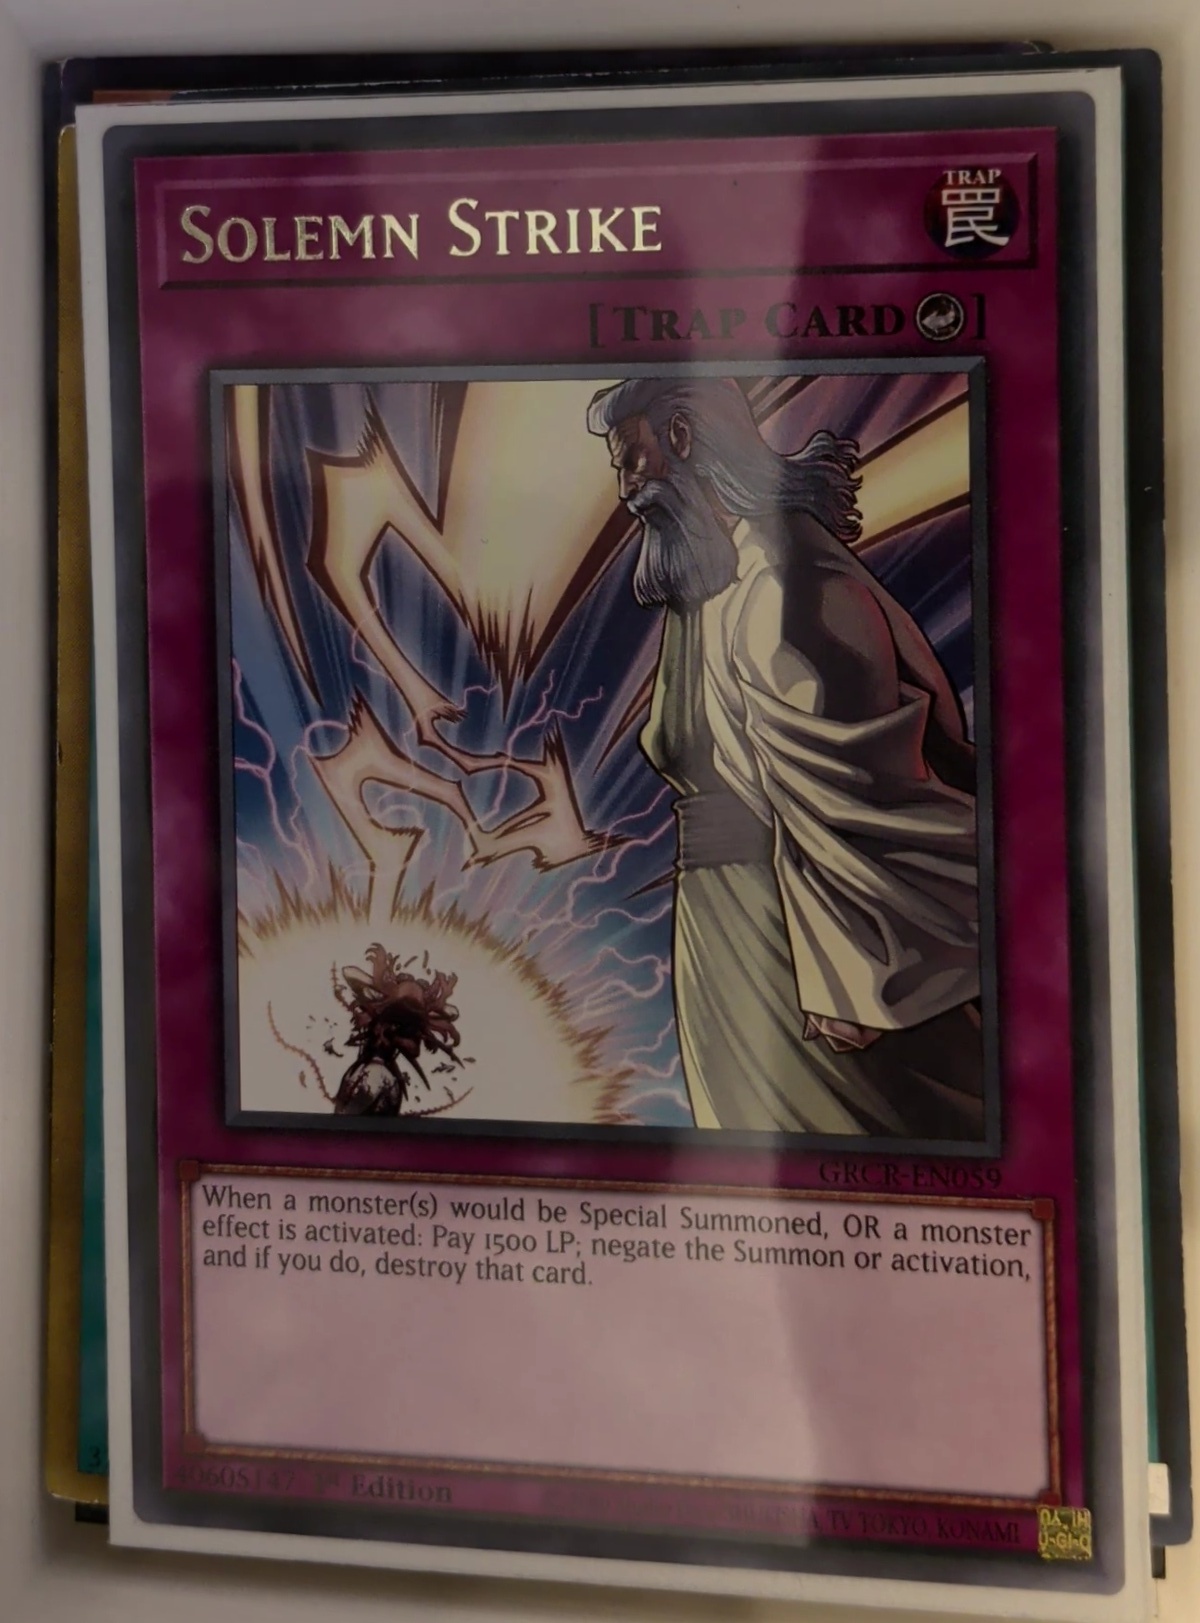 SOLEMN STRIKE
TRAP
罠
[TRAP CARD]
GRCR-EN059
When a monster(s) would be Special Summoned, OR a monster
effect is activated: Pay 1500 LP; negate the Summon or activation,
and if you do, destroy that card.
40605147 1st Edition
TV TOKYO, KONAMI
3